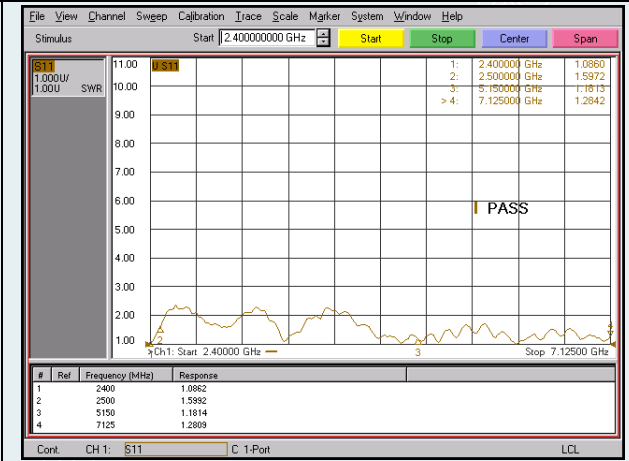 File View Channel Sweep Calibration Trace Scale Marker System Window Help
Stimulus Start 2.400000000 GHz Start Stop Center Span
S11
1.000U/
1.00U SWR
11.00
10.00
9.00
8.00
7.00
6.00
5.00
4.00
3.00
2.00
1.00
U S11
1: 2.400000 GHz 1.0860
2: 2.500000 GHz 1.5972
3: 5.150000 GHz 1.1813
> 4: 7.125000 GHz 1.2842
PASS
2
3
4
>Ch1: Start 2.40000 GHz Stop 7.12500 GHz
# Ref Frequency (MHz) Response
1 2400 1.0862
2 2500 1.5992
3 5150 1.1814
4 7125 1.2809
Cont. CH 1: S11 C 1-Port LCL